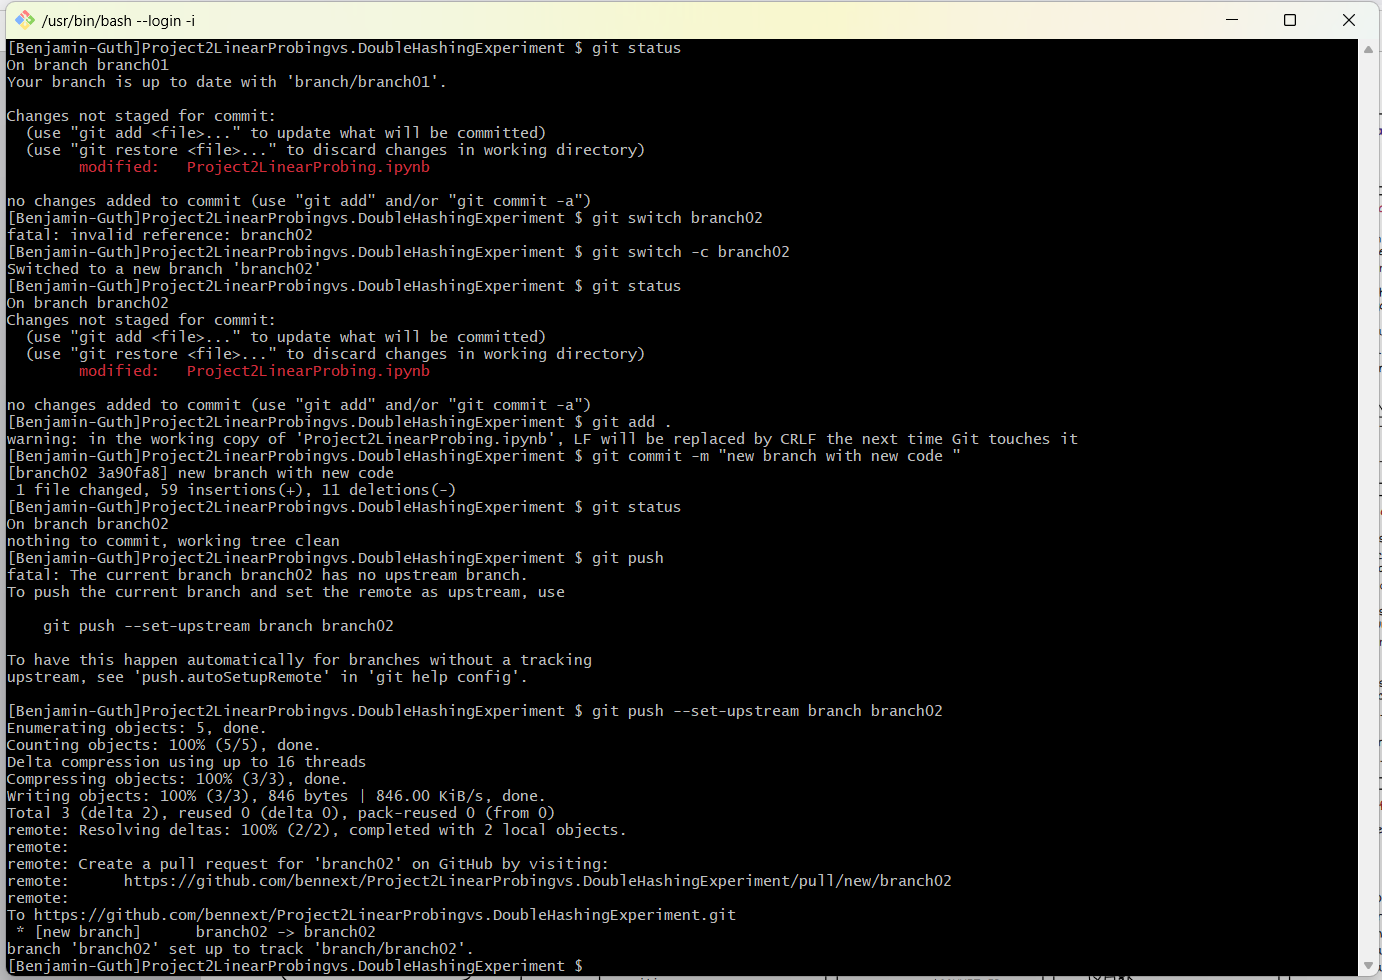 /usr/bin/bash --login -i
[Benjamin-Guth]Project2LinearProbingvs.DoubleHashingExperiment $ git status
On branch branch01
Your branch is up to date with 'branch/branch01'.
Changes not staged for commit:
  (use "git add <file>..." to update what will be committed)
  (use "git restore <file>..." to discard changes in working directory)
        modified:   Project2LinearProbing.ipynb
no changes added to commit (use "git add" and/or "git commit -a")
[Benjamin-Guth]Project2LinearProbingvs.DoubleHashingExperiment $ git switch branch02
fatal: invalid reference: branch02
[Benjamin-Guth]Project2LinearProbingvs.DoubleHashingExperiment $ git switch -c branch02
Switched to a new branch 'branch02'
[Benjamin-Guth]Project2LinearProbingvs.DoubleHashingExperiment $ git status
On branch branch02
Changes not staged for commit:
  (use "git add <file>..." to update what will be committed)
  (use "git restore <file>..." to discard changes in working directory)
        modified:   Project2LinearProbing.ipynb
no changes added to commit (use "git add" and/or "git commit -a")
[Benjamin-Guth]Project2LinearProbingvs.DoubleHashingExperiment $ git add .
warning: in the working copy of 'Project2LinearProbing.ipynb', LF will be replaced by CRLF the next time Git touches it
[Benjamin-Guth]Project2LinearProbingvs.DoubleHashingExperiment $ git commit -m "new branch with new code "
[branch02 3a90fa8] new branch with new code
 1 file changed, 59 insertions(+), 11 deletions(-)
[Benjamin-Guth]Project2LinearProbingvs.DoubleHashingExperiment $ git status
On branch branch02
nothing to commit, working tree clean
[Benjamin-Guth]Project2LinearProbingvs.DoubleHashingExperiment $ git push
fatal: The current branch branch02 has no upstream branch.
To push the current branch and set the remote as upstream, use
    git push --set-upstream branch branch02
To have this happen automatically for branches without a tracking
upstream, see 'push.autoSetupRemote' in 'git help config'.
[Benjamin-Guth]Project2LinearProbingvs.DoubleHashingExperiment $ git push --set-upstream branch branch02
Enumerating objects: 5, done.
Counting objects: 100% (5/5), done.
Delta compression using up to 16 threads
Compressing objects: 100% (3/3), done.
Writing objects: 100% (3/3), 846 bytes | 846.00 KiB/s, done.
Total 3 (delta 2), reused 0 (delta 0), pack-reused 0 (from 0)
remote: Resolving deltas: 100% (2/2), completed with 2 local objects.
remote:
remote: Create a pull request for 'branch02' on GitHub by visiting:
remote:      https://github.com/bennext/Project2LinearProbingvs.DoubleHashingExperiment/pull/new/branch02
remote:
To https://github.com/bennext/Project2LinearProbingvs.DoubleHashingExperiment.git
 * [new branch]      branch02 -> branch02
branch 'branch02' set up to track 'branch/branch02'.
[Benjamin-Guth]Project2LinearProbingvs.DoubleHashingExperiment $